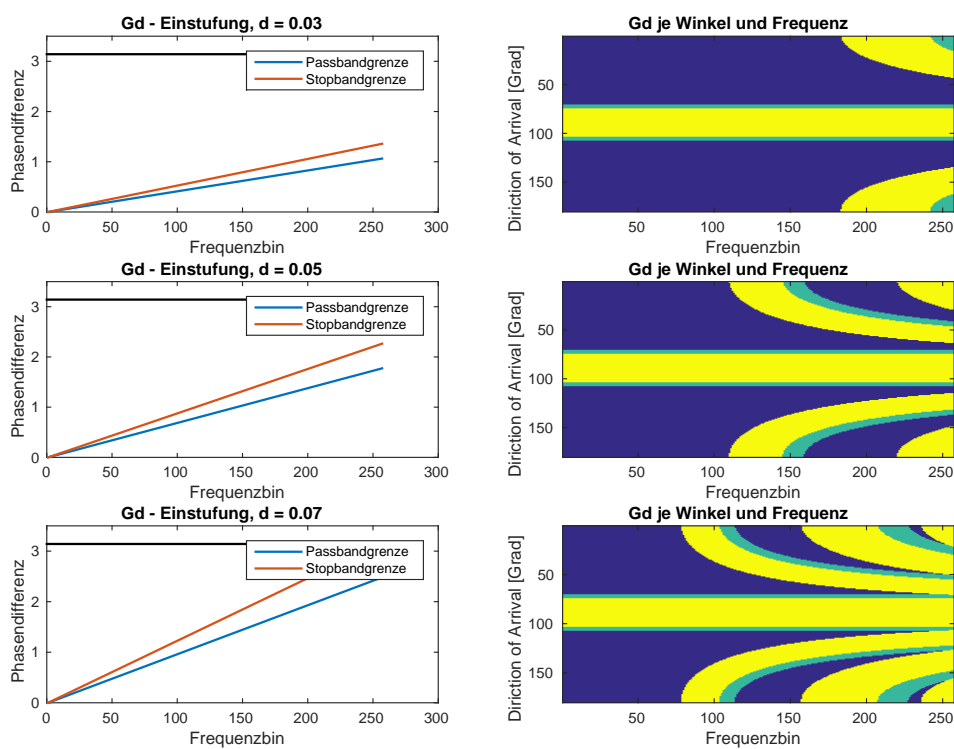 Gd - Einstufung, d = 0.03
3
2
1
0
0 50 100 150 200 250 300
Phasendifferenz
Frequenzbin
Passbandgrenze
Stopbandgrenze
Gd je Winkel und Frequenz
50
100
150
50 100 150 200 250
Diriction of Arrival [Grad]
Frequenzbin
Gd - Einstufung, d = 0.05
3
2
1
0
0 50 100 150 200 250 300
Phasendifferenz
Frequenzbin
Passbandgrenze
Stopbandgrenze
Gd je Winkel und Frequenz
50
100
150
50 100 150 200 250
Diriction of Arrival [Grad]
Frequenzbin
Gd - Einstufung, d = 0.07
3
2
1
0
0 50 100 150 200 250 300
Phasendifferenz
Frequenzbin
Passbandgrenze
Stopbandgrenze
Gd je Winkel und Frequenz
50
100
150
50 100 150 200 250
Diriction of Arrival [Grad]
Frequenzbin